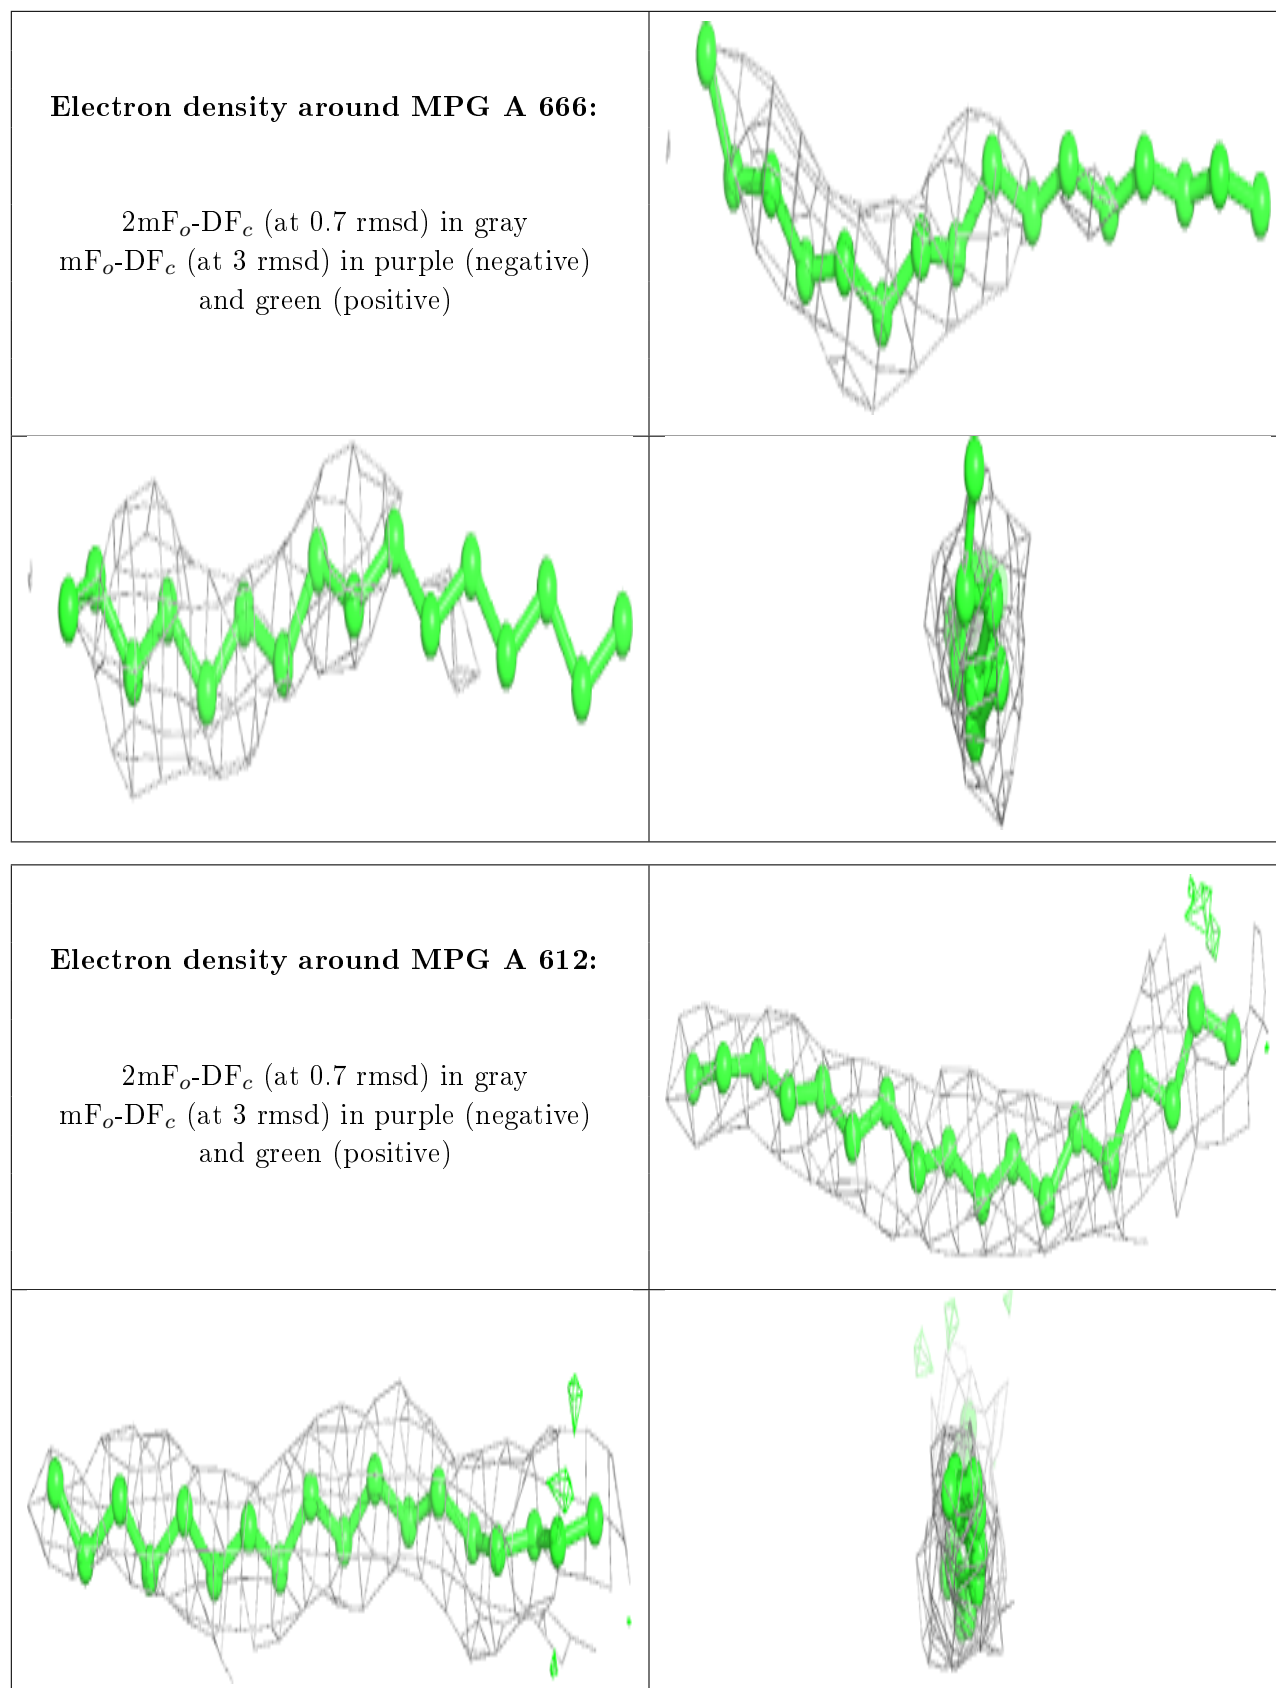 Electron density around MPG A 666:
2mFo-DFc (at 0.7 rmsd) in gray
mFo-DFc (at 3 rmsd) in purple (negative)
and green (positive)
Electron density around MPG A 612:
2mFo-DFc (at 0.7 rmsd) in gray
mFo-DFc (at 3 rmsd) in purple (negative)
and green (positive)